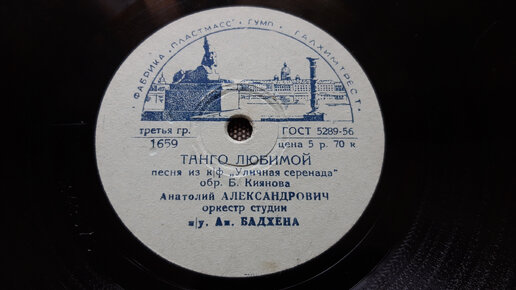 ФАБРИКА „ПЛАСТМАСС" • ГУМП • ГАЛХИМТРЕСТ•
третья гр. ГОСТ 5289-56
1659 цена 5 р. 70 к
ТАНГО ЛЮБИМОЙ
песня из к|ф „Уличная серенада"
обр. Б. Киянова
Анатолий АЛЕКСАНДРОВИЧ
оркестр студии
п|у. Ан. БАДХЕНА